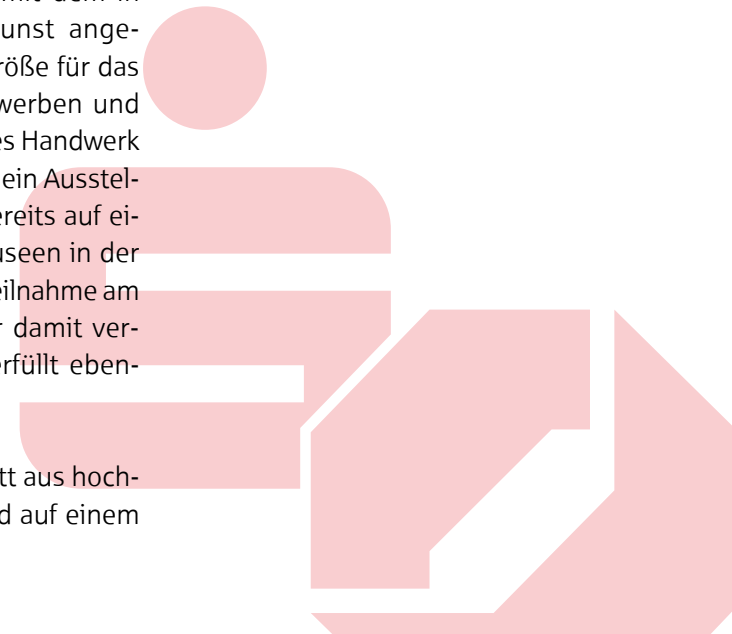 mit dem in
unst ange-
röße für das
werben und
es Handwerk
ein Ausstel-
ereits auf ei-
useen in der
eilnahme am
r damit ver-
erfüllt eben-
tt aus hoch-
d auf einem